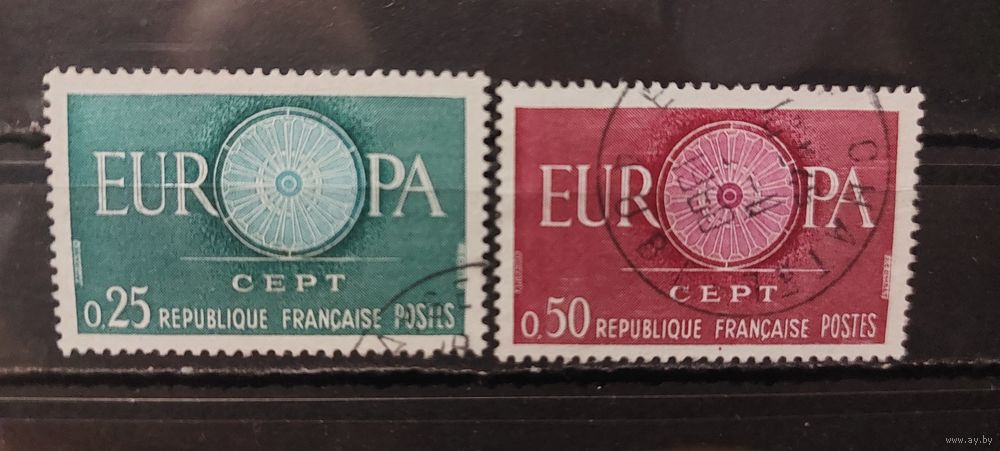 EUROPA
CEPT
0.25 REPUBLIQUE FRANÇAISE POSTES
EUROPA
CEPT
0.50 REPUBLIQUE FRANÇAISE POSTES
www.ay.by